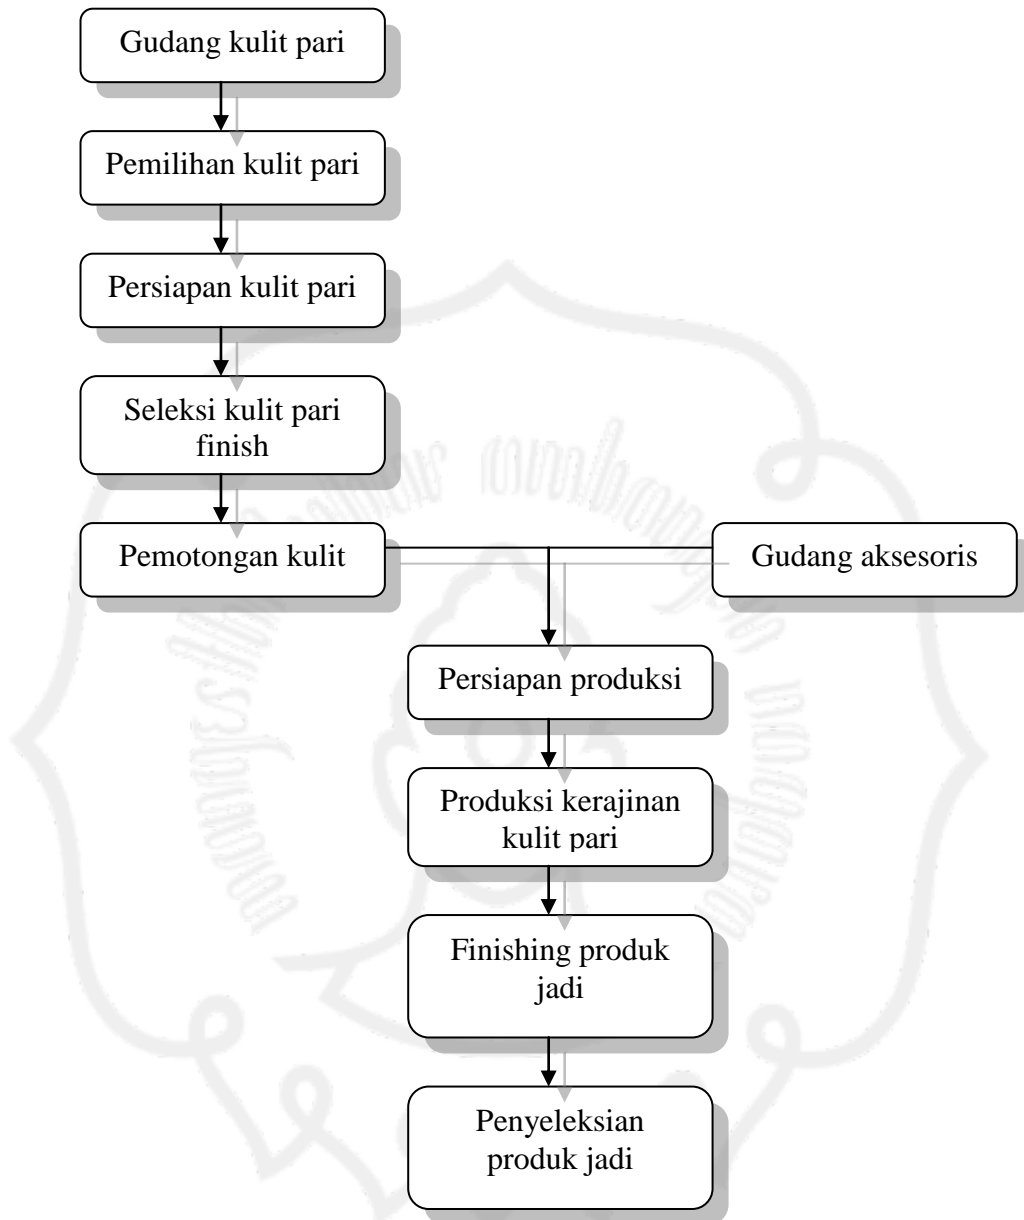 Gudang kulit pari
Pemilihan kulit pari
Persiapan kulit pari
Seleksi kulit pari
finish
Pemotongan kulit
Gudang aksesoris
Persiapan produksi
Produksi kerajinan
kulit pari
Finishing produk
jadi
Penyeleksian
produk jadi